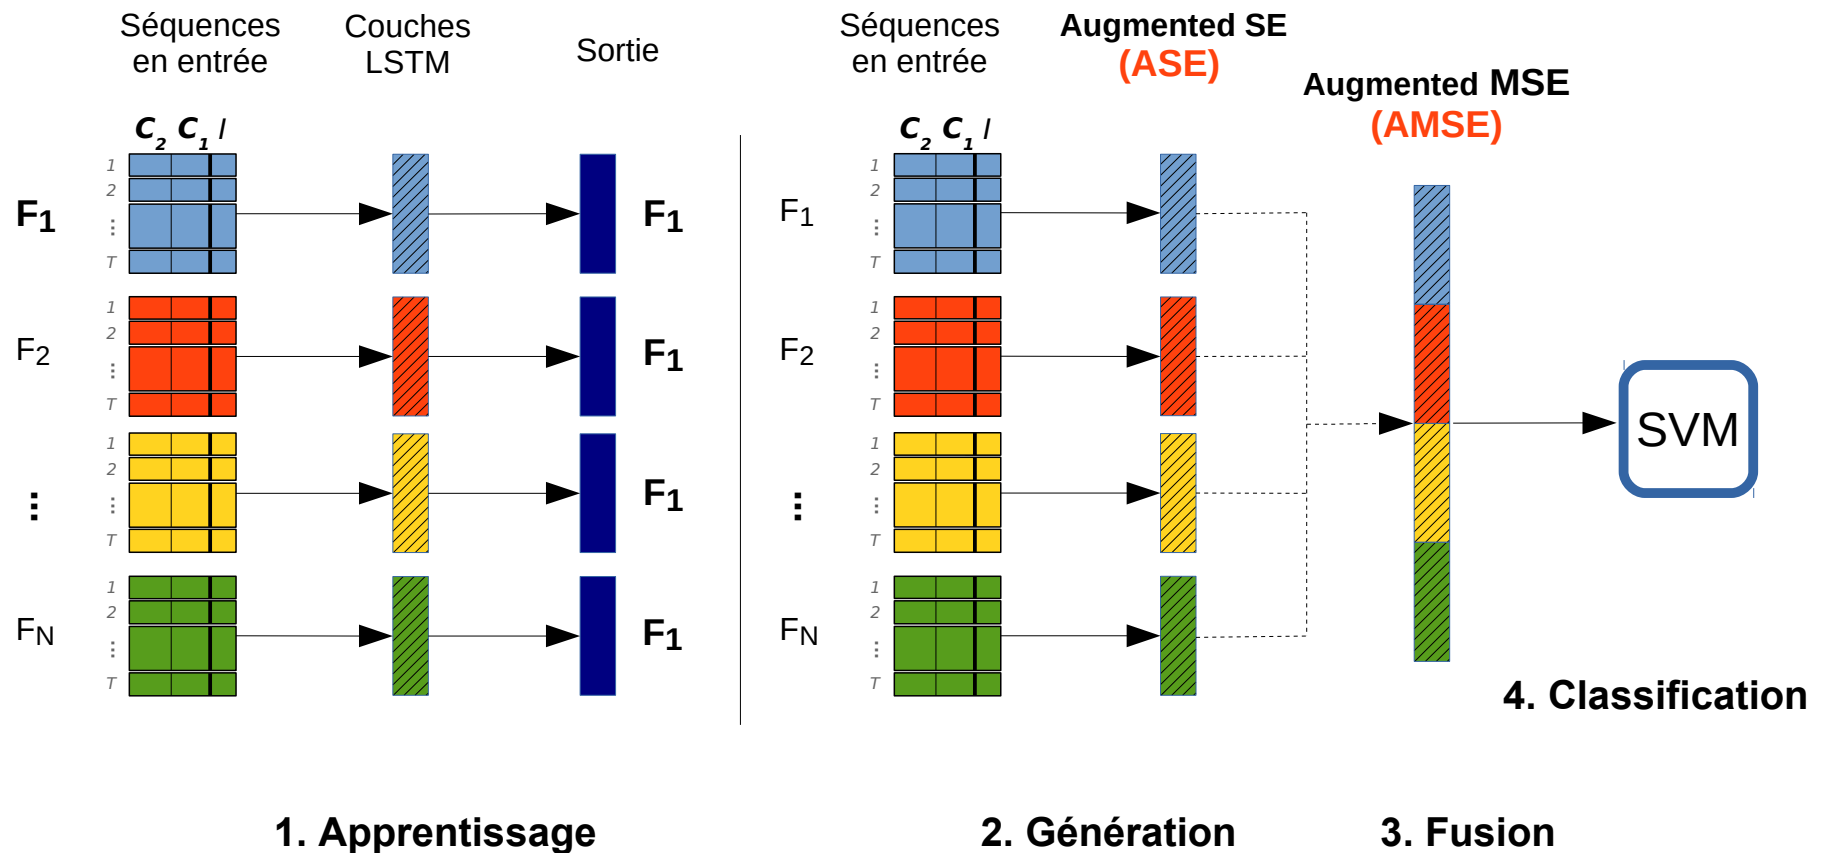 Séquences
en entrée
Couches
LSTM
Sortie
C2 C1 l
F1
1
2
⋮
T
F1
F2
1
2
⋮
T
F1
⋮
1
2
⋮
T
F1
FN
1
2
⋮
T
F1
1. Apprentissage
Séquences
en entrée
Augmented SE
(ASE)
Augmented MSE
(AMSE)
C2 C1 l
F1
1
2
⋮
T
F2
1
2
⋮
T
⋮
1
2
⋮
T
FN
1
2
⋮
T
SVM
4. Classification
2. Génération
3. Fusion